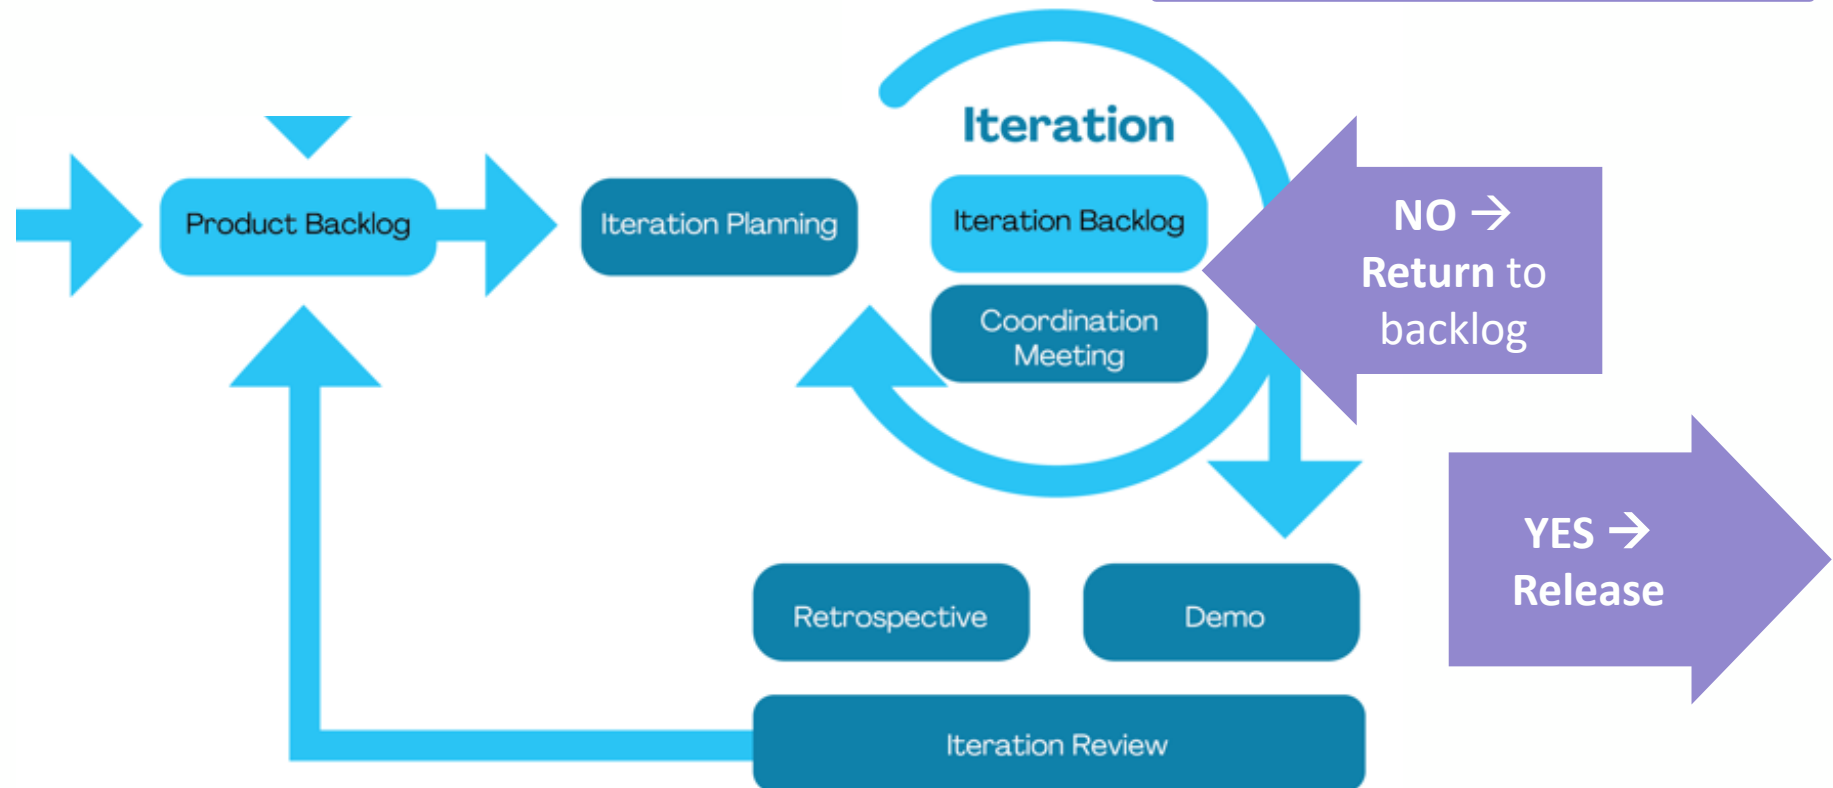 Iteration
Product Backlog
Iteration Planning
Iteration Backlog
Coordination
Meeting
NO →
Return to
backlog
YES →
Release
Retrospective
Demo
Iteration Review